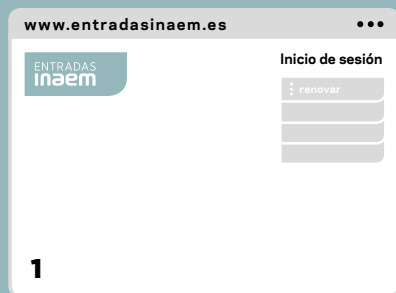 www.entradasinaem.es
ENTRADAS
inaem
Inicio de sesión
renovar
1